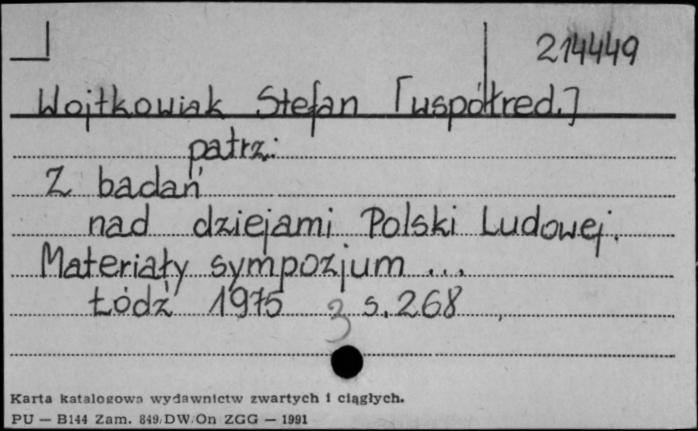 214449
Wojtkowiak Stefan [współred.]
patrz:
Z badań
nad dziejami Polski Ludowej.
Materiały sympozjum ...
Łódź 1975 s. 268
3
Karta katalogowa wydawnictw zwartych i ciągłych.
PU — B144 Zam. 849/DW/On ZGG — 1991